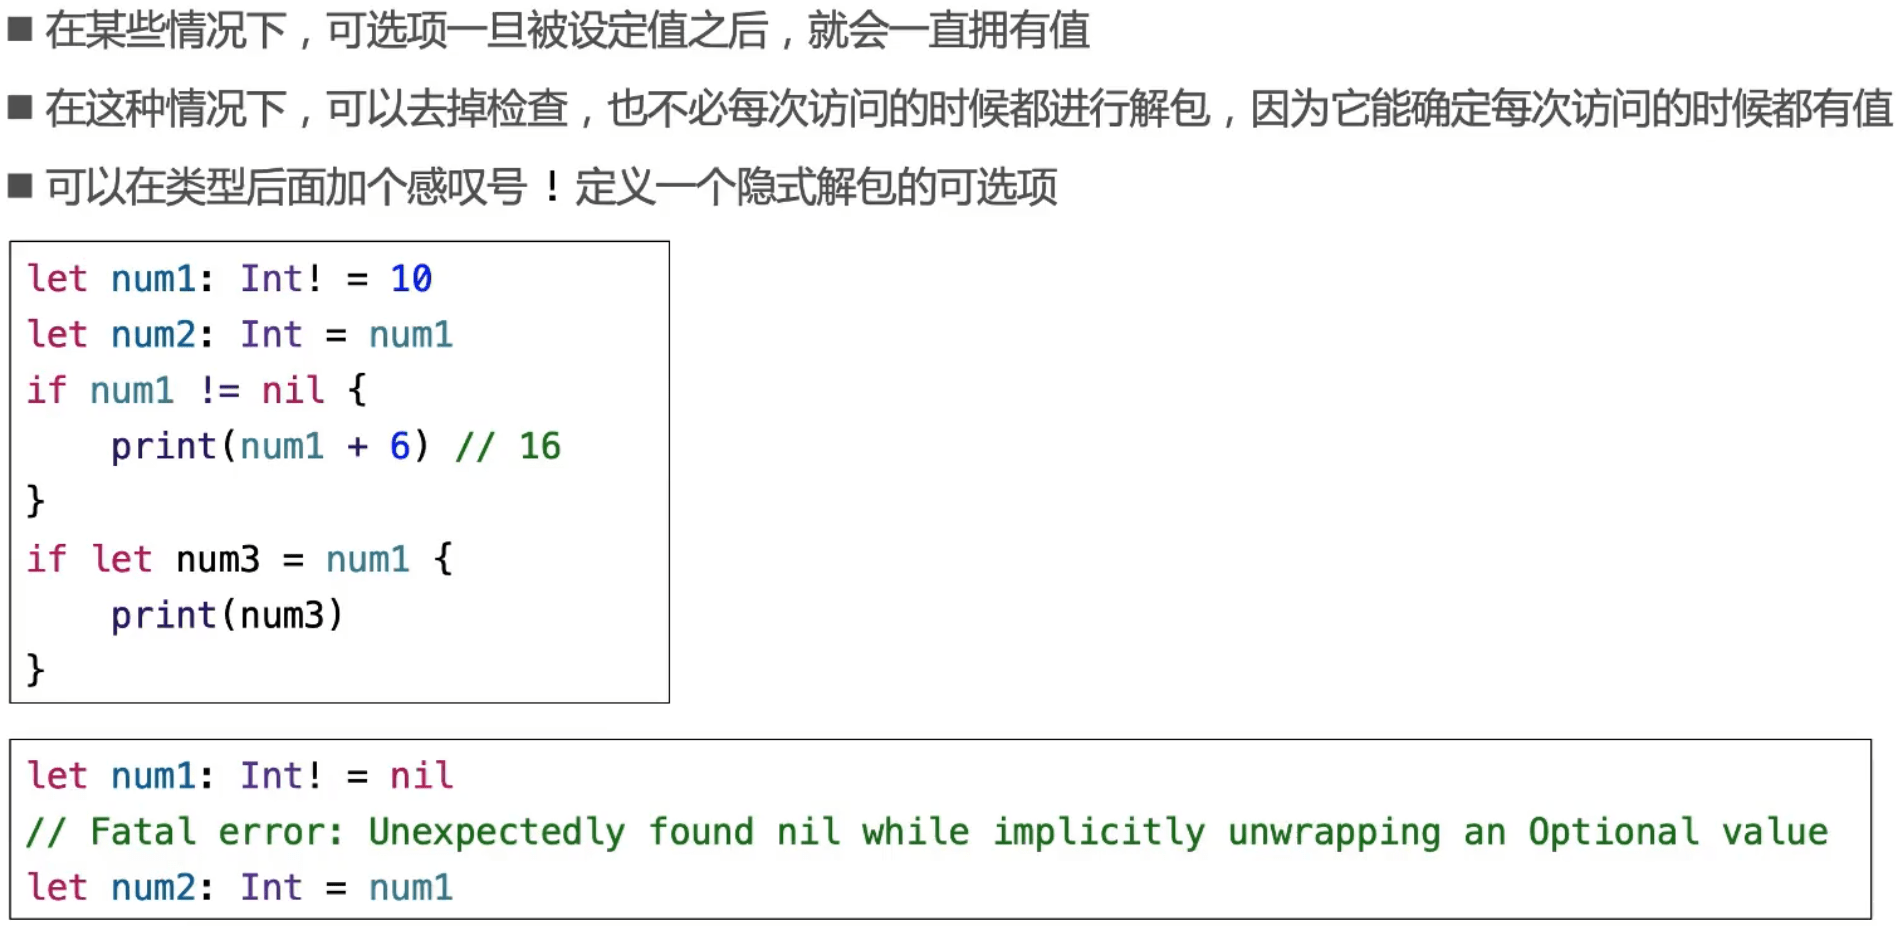 ■ 在某些情况下，可选项一旦被设定值之后，就会一直拥有值
■ 在这种情况下，可以去掉检查，也不必每次访问的时候都进行解包，因为它能确定每次访问的时候都有值
■ 可以在类型后面加个感叹号 ! 定义一个隐式解包的可选项
let num1: Int! = 10
let num2: Int = num1
if num1 != nil {
    print(num1 + 6) // 16
}
if let num3 = num1 {
    print(num3)
}
let num1: Int! = nil
// Fatal error: Unexpectedly found nil while implicitly unwrapping an Optional value
let num2: Int = num1